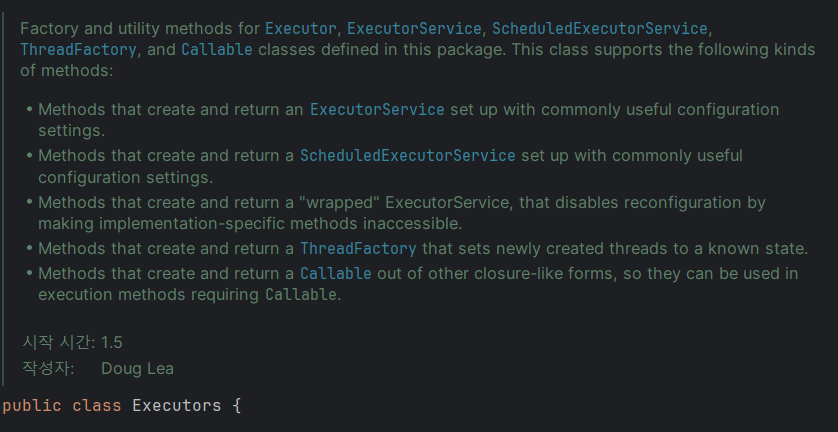 Factory and utility methods for Executor, ExecutorService, ScheduledExecutorService,
ThreadFactory, and Callable classes defined in this package. This class supports the following kinds
of methods:
• Methods that create and return an ExecutorService set up with commonly useful configuration
settings.
• Methods that create and return a ScheduledExecutorService set up with commonly useful
configuration settings.
• Methods that create and return a "wrapped" ExecutorService, that disables reconfiguration by
making implementation-specific methods inaccessible.
• Methods that create and return a ThreadFactory that sets newly created threads to a known state.
• Methods that create and return a Callable out of other closure-like forms, so they can be used in
execution methods requiring Callable.
시작 시간: 1.5
작성자: Doug Lea
public class Executors {